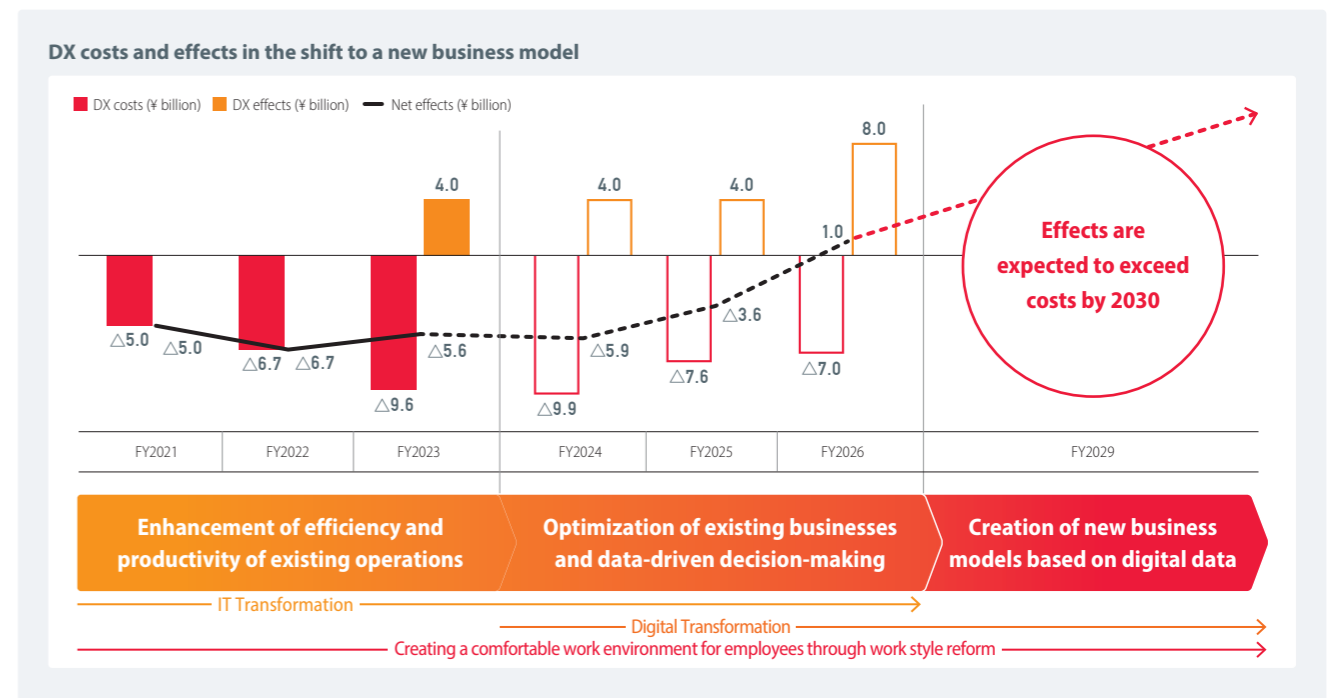 DX costs and effects in the shift to a new business model
DX costs (¥ billion) DX effects (¥ billion) Net effects (¥ billion)
8.0
4.0 4.0 4.0
1.0
Effects are
expected to exceed
costs by 2030
△5.0 △5.0 △6.7 △6.7 △5.6 △5.9 △3.6
△9.6 △9.9 △7.6 △7.0
FY2021 FY2022 FY2023 FY2024 FY2025 FY2026 FY2029
Enhancement of efficiency and
productivity of existing operations
Optimization of existing businesses
and data-driven decision-making
Creation of new business
models based on digital data
IT Transformation
Digital Transformation
Creating a comfortable work environment for employees through work style reform